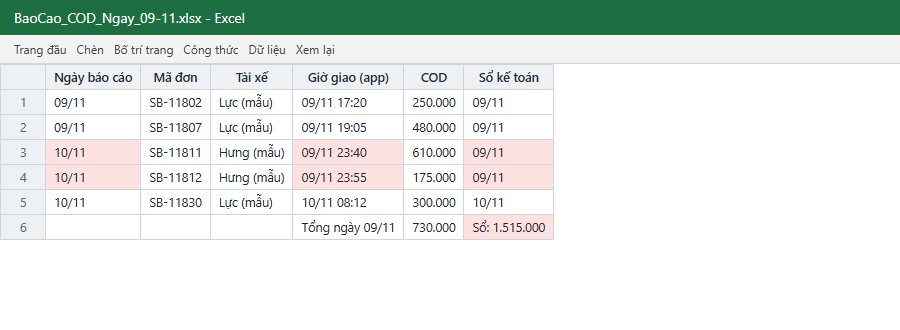 BaoCao_COD_Ngay_09-11.xlsx - Excel
Trang đầu Chèn Bố trí trang Công thức Dữ liệu Xem lại
Ngày báo cáo Mã đơn Tài xế Giờ giao (app) COD Sổ kế toán
1 09/11 SB-11802 Lực (mẫu) 09/11 17:20 250.000 09/11
2 09/11 SB-11807 Lực (mẫu) 09/11 19:05 480.000 09/11
3 10/11 SB-11811 Hưng (mẫu) 09/11 23:40 610.000 09/11
4 10/11 SB-11812 Hưng (mẫu) 09/11 23:55 175.000 09/11
5 10/11 SB-11830 Lực (mẫu) 10/11 08:12 300.000 10/11
6 Tổng ngày 09/11 730.000 Sổ: 1.515.000